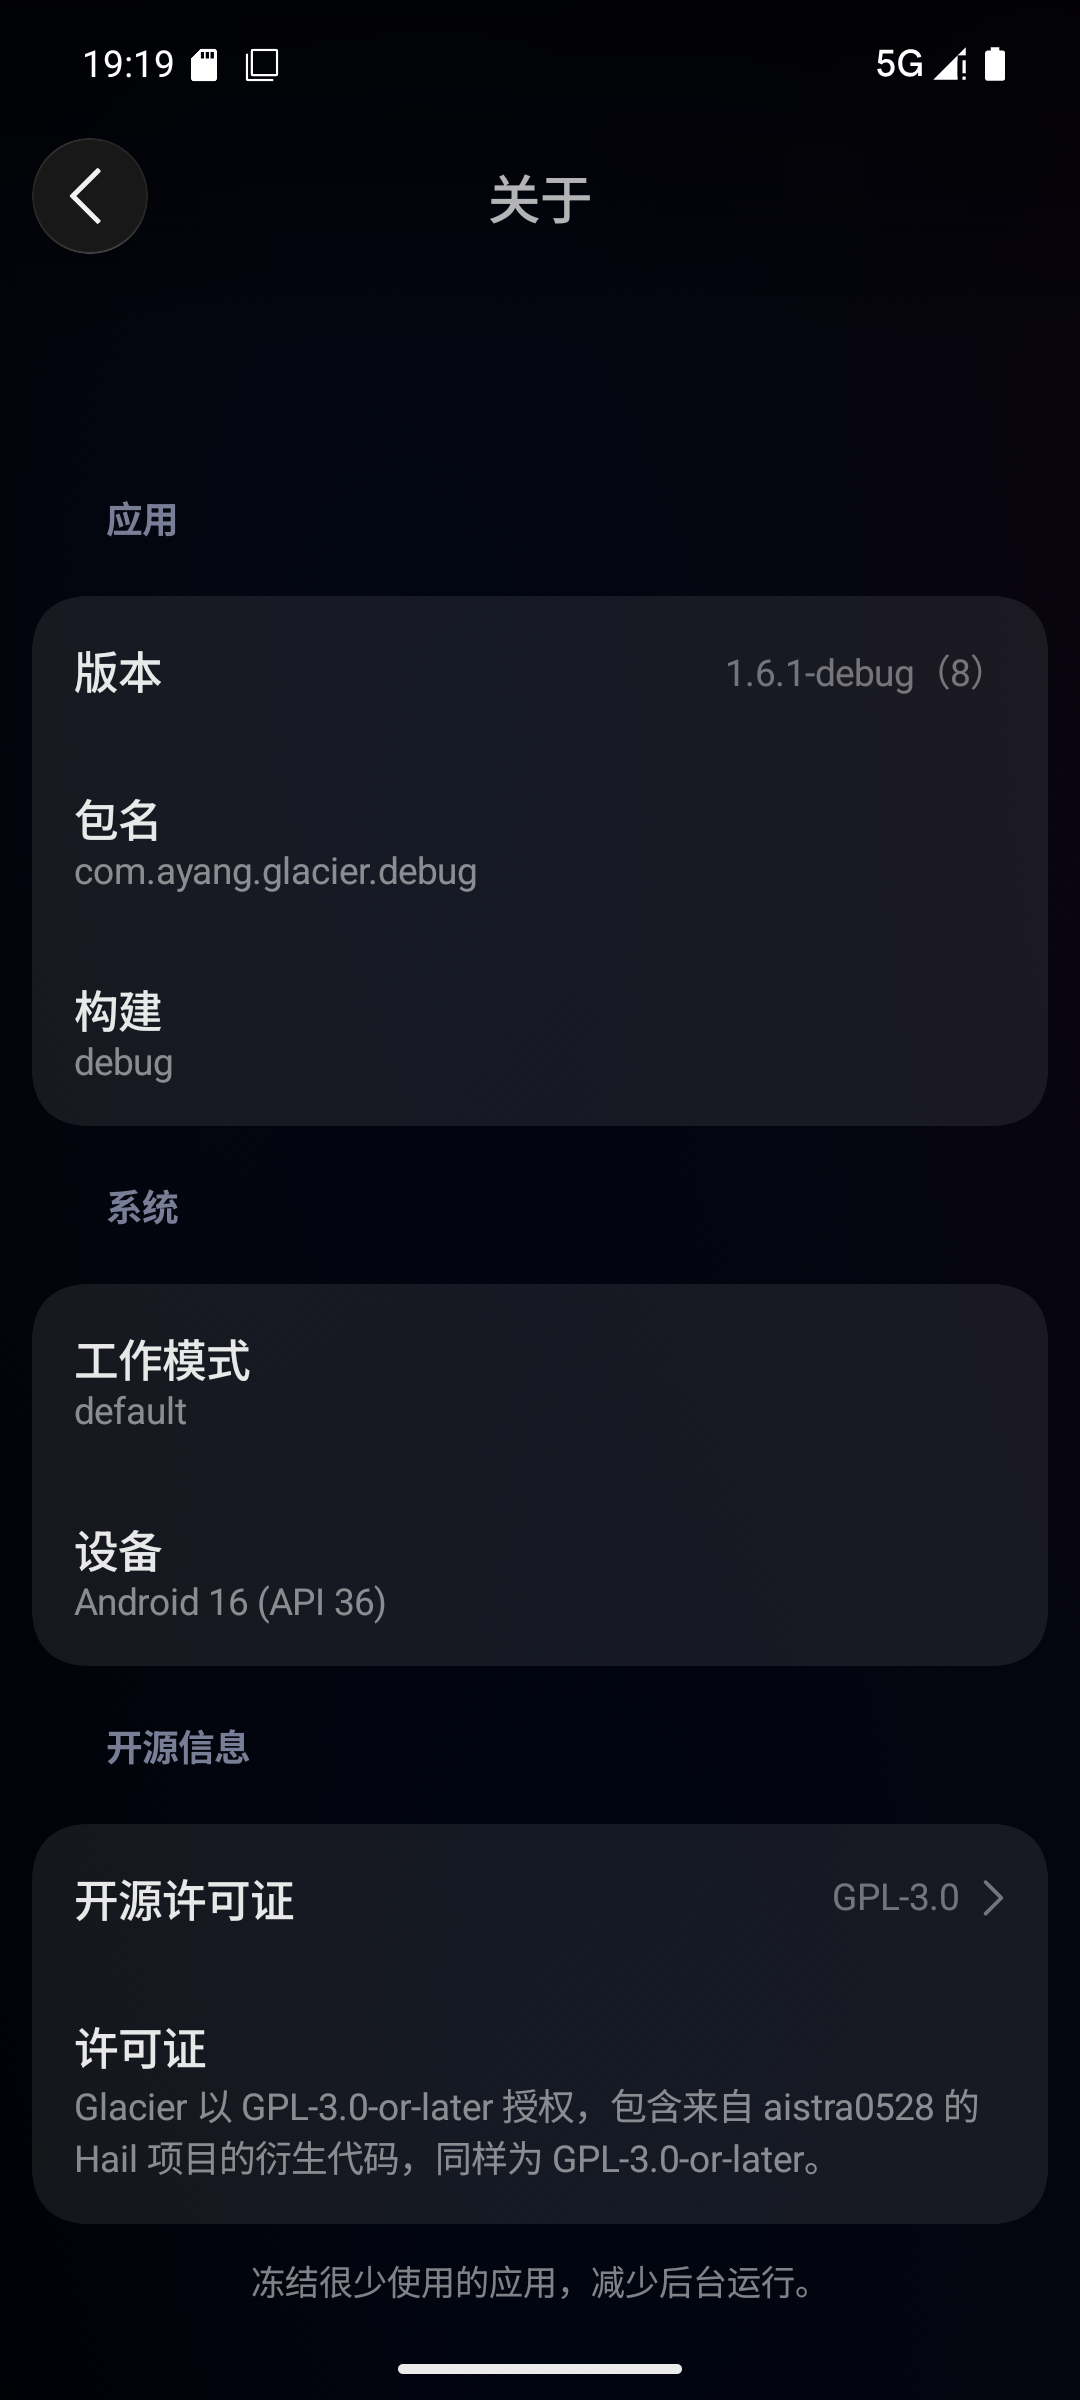 19:19
5G
关于
应用
版本
1.6.1-debug（8）
包名
com.ayang.glacier.debug
构建
debug
系统
工作模式
default
设备
Android 16 (API 36)
开源信息
开源许可证
GPL-3.0
许可证
Glacier 以 GPL-3.0-or-later 授权，包含来自 aistra0528 的
Hail 项目的衍生代码，同样为 GPL-3.0-or-later。
冻结很少使用的应用，减少后台运行。